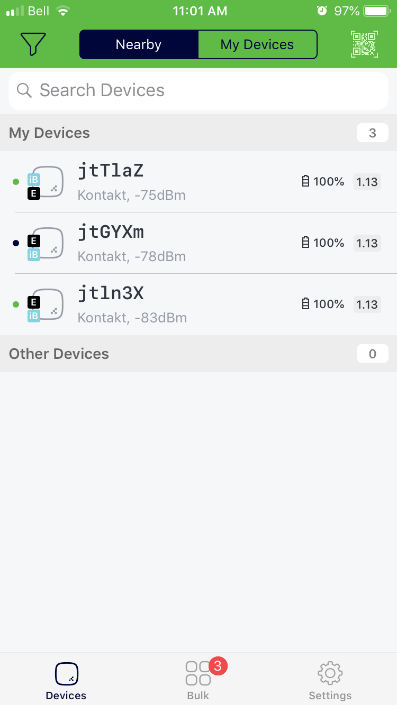 Bell 11:01 AM 97%
Nearby My Devices
Search Devices
My Devices 3
jtTlaZ
iB
E
Kontakt, -75dBm
100% 1.13
jtGYXm
E
iB
Kontakt, -78dBm
100% 1.13
jtln3X
E
iB
Kontakt, -83dBm
100% 1.13
Other Devices 0
3
Devices Bulk Settings